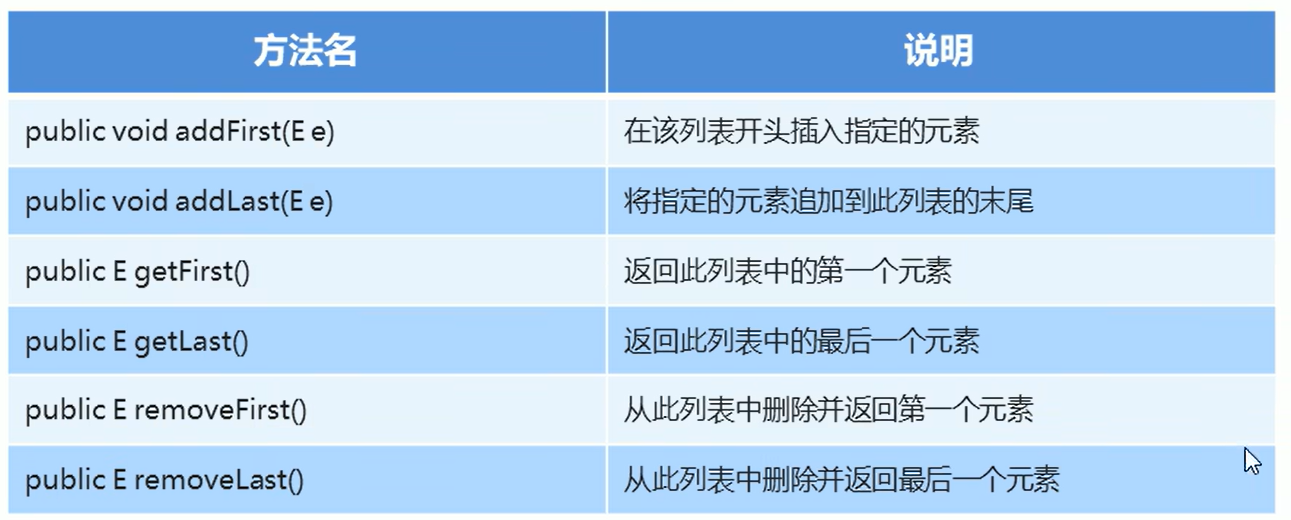 方法名 说明
public void addFirst(E e) 在该列表开头插入指定的元素
public void addLast(E e) 将指定的元素追加到此列表的末尾
public E getFirst() 返回此列表中的第一个元素
public E getLast() 返回此列表中的最后一个元素
public E removeFirst() 从此列表中删除并返回第一个元素
public E removeLast() 从此列表中删除并返回最后一个元素